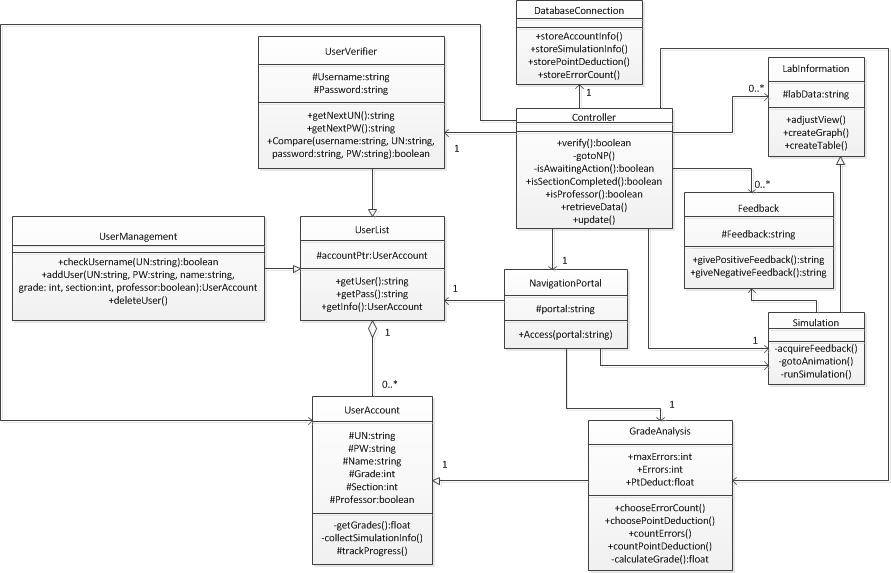 DatabaseConnection
+storeAccountInfo()
+storeSimulationInfo()
+storePointDeduction()
+storeErrorCount()
1
UserVerifier
#Username:string
#Password:string
+getNextUN():string
+getNextPW():string
+Compare(username:string, UN:string,
password:string, PW:string):boolean
1
Controller
+verify():boolean
-gotoNP()
-isAwaitingAction():boolean
+isSectionCompleted():boolean
+isProfessor():boolean
+retrieveData()
+update()
0..*
LabInformation
#labData:string
+adjustView()
+createGraph()
+createTable()
0..*
Feedback
#Feedback:string
+givePositiveFeedback():string
+giveNegativeFeedback():string
UserManagement
+checkUsername(UN:string):boolean
+addUser(UN:string, PW:string, name:string,
grade: int, section:int, professor:boolean):UserAccount
+deleteUser()
UserList
#accountPtr:UserAccount
+getUser():string
+getPass():string
+getInfo():UserAccount
1
1
1
NavigationPortal
#portal:string
+Access(portal:string)
1
Simulation
-acquireFeedback()
-gotoAnimation()
-runSimulation()
0..*
UserAccount
#UN:string
#PW:string
#Name:string
#Grade:int
#Section:int
#Professor:boolean
-getGrades():float
-collectSimulationInfo()
#trackProgress()
1
1
GradeAnalysis
+maxErrors:int
+Errors:int
+PtDeduct:float
+chooseErrorCount()
+choosePointDeduction()
+countErrors()
+countPointDeduction()
-calculateGrade():float